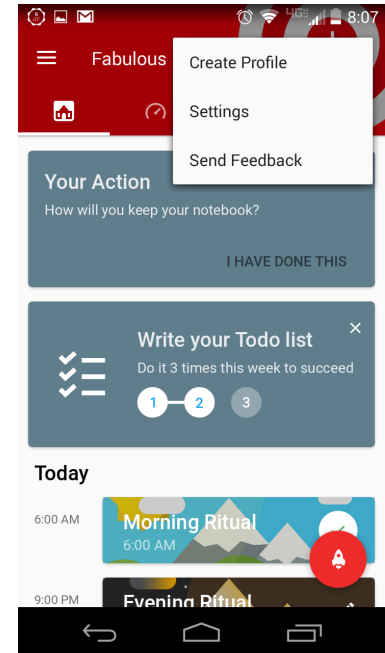 4G
8:07
Fabulous
Create Profile
Settings
Send Feedback
Your Action
How will you keep your notebook?
I HAVE DONE THIS
Write your Todo list
Do it 3 times this week to succeed
1
2
3
Today
6:00 AM
Morning Ritual
6:00 AM
9:00 PM
Evening Ritual